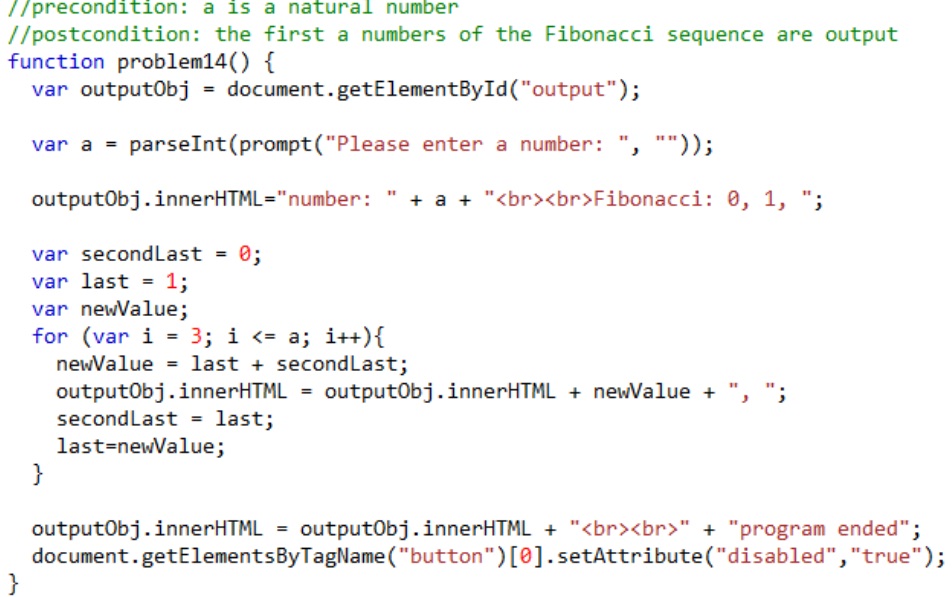 //precondition: a is a natural number
//postcondition: the first a numbers of the Fibonacci sequence are output
function problem14() {
  var outputObj = document.getElementById("output");

  var a = parseInt(prompt("Please enter a number: ", ""));

  outputObj.innerHTML="number: " + a + "<br><br>Fibonacci: 0, 1, ";

  var secondLast = 0;
  var last = 1;
  var newValue;
  for (var i = 3; i <= a; i++){
    newValue = last + secondLast;
    outputObj.innerHTML = outputObj.innerHTML + newValue + ", ";
    secondLast = last;
    last=newValue;
  }

  outputObj.innerHTML = outputObj.innerHTML + "<br><br>" + "program ended";
  document.getElementsByTagName("button")[0].setAttribute("disabled","true");
}